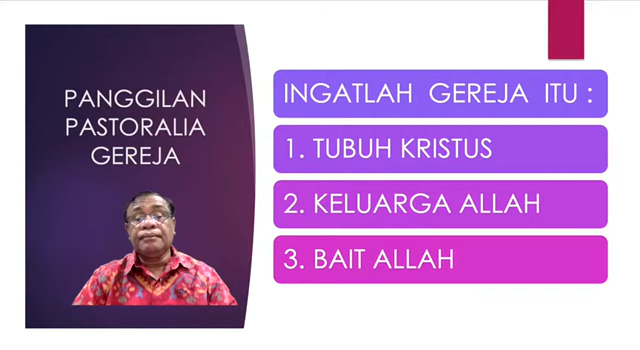 PANGGILAN
PASTORALIA
GEREJA
INGATLAH GEREJA ITU :
1. TUBUH KRISTUS
2. KELUARGA ALLAH
3. BAIT ALLAH